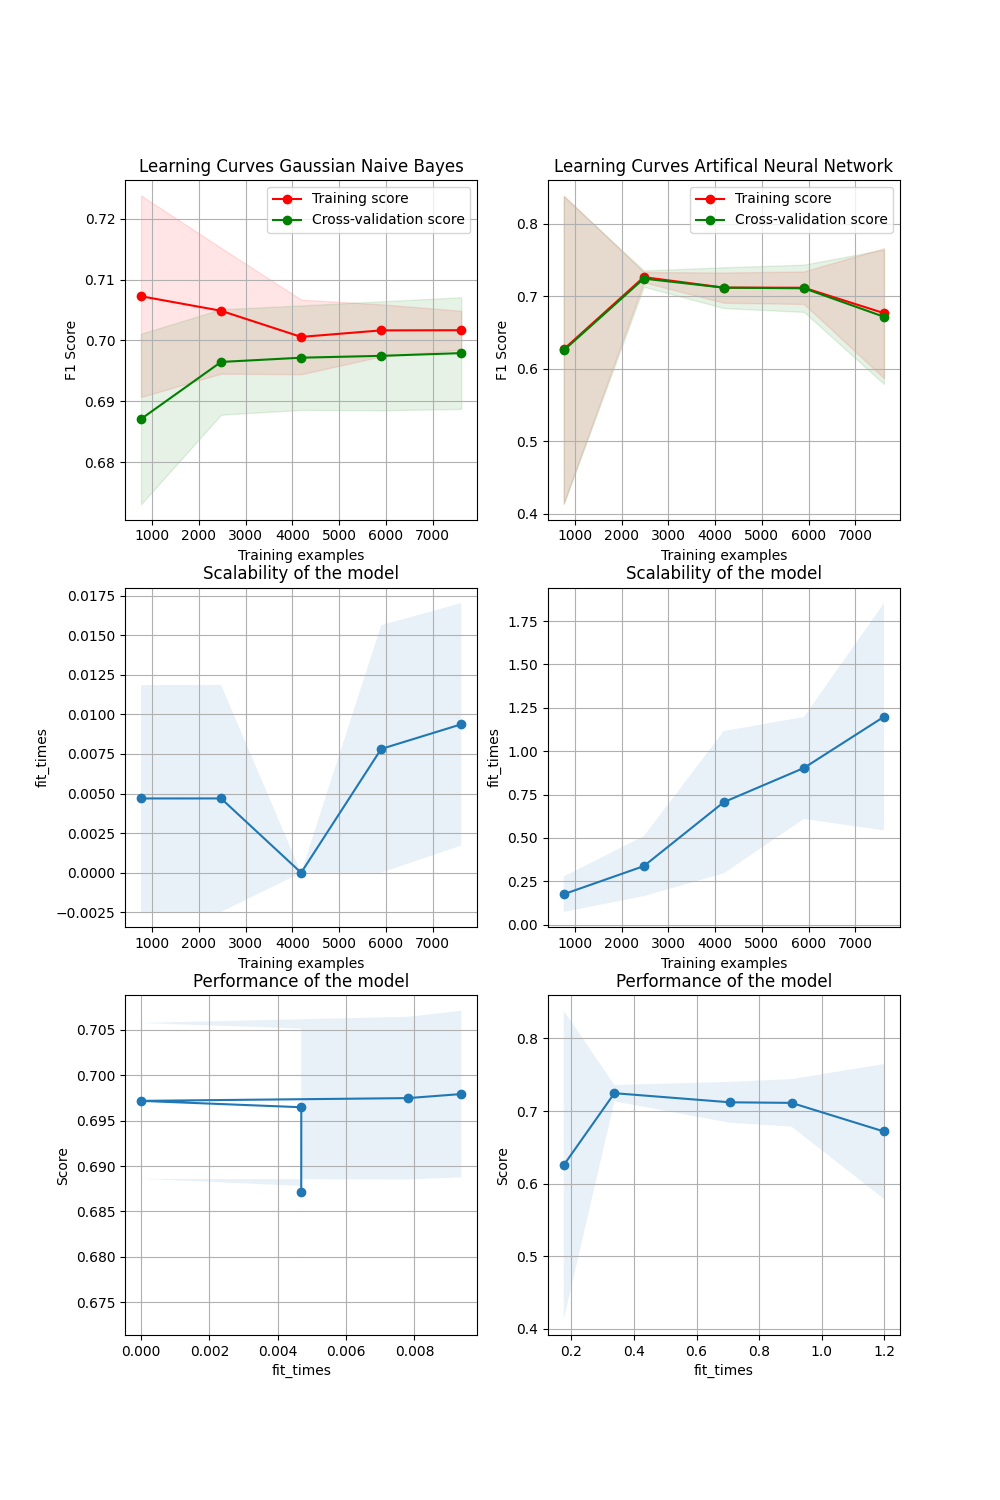 Learning Curves Gaussian Naive Bayes
Training score
Cross-validation score
0.72
0.71
0.70
0.69
0.68
F1 Score
1000 2000 3000 4000 5000 6000 7000
Training examples
Learning Curves Artifical Neural Network
Training score
Cross-validation score
0.8
0.7
0.6
0.5
0.4
F1 Score
1000 2000 3000 4000 5000 6000 7000
Training examples
Scalability of the model
0.0175
0.0150
0.0125
0.0100
0.0075
0.0050
0.0025
0.0000
−0.0025
fit_times
1000 2000 3000 4000 5000 6000 7000
Training examples
Scalability of the model
1.75
1.50
1.25
1.00
0.75
0.50
0.25
0.00
fit_times
1000 2000 3000 4000 5000 6000 7000
Training examples
Performance of the model
0.705
0.700
0.695
0.690
0.685
0.680
0.675
Score
0.000 0.002 0.004 0.006 0.008
fit_times
Performance of the model
0.8
0.7
0.6
0.5
0.4
Score
0.2 0.4 0.6 0.8 1.0 1.2
fit_times